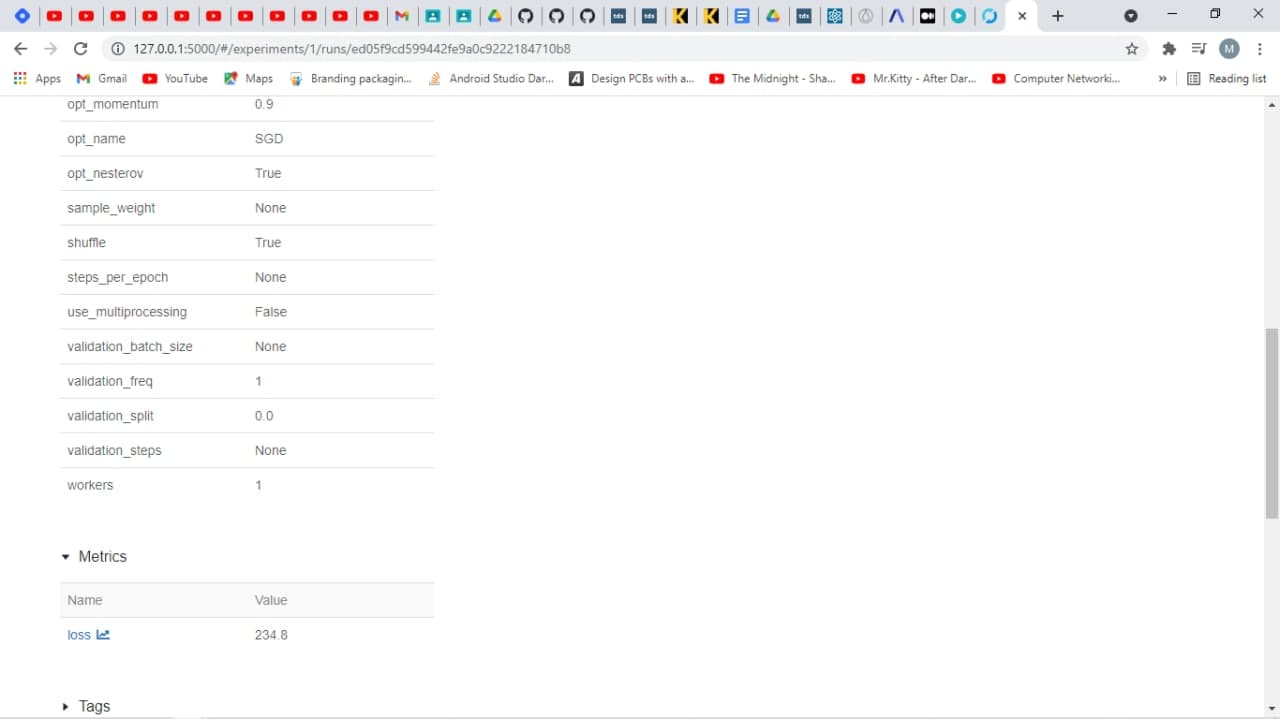 tds
tds
tds
127.0.0.1:5000/#/experiments/1/runs/ed05f9cd599442fe9a0c9222184710b8
M
Apps
Gmail
YouTube
Maps
Branding packagin...
Android Studio Dar...
Design PCBs with a...
The Midnight - Sha...
Mr.Kitty - After Dar...
Computer Networki...
»
Reading list
opt_momentum 0.9
opt_name SGD
opt_nesterov True
sample_weight None
shuffle True
steps_per_epoch None
use_multiprocessing False
validation_batch_size None
validation_freq 1
validation_split 0.0
validation_steps None
workers 1
Metrics
Name Value
loss 234.8
Tags